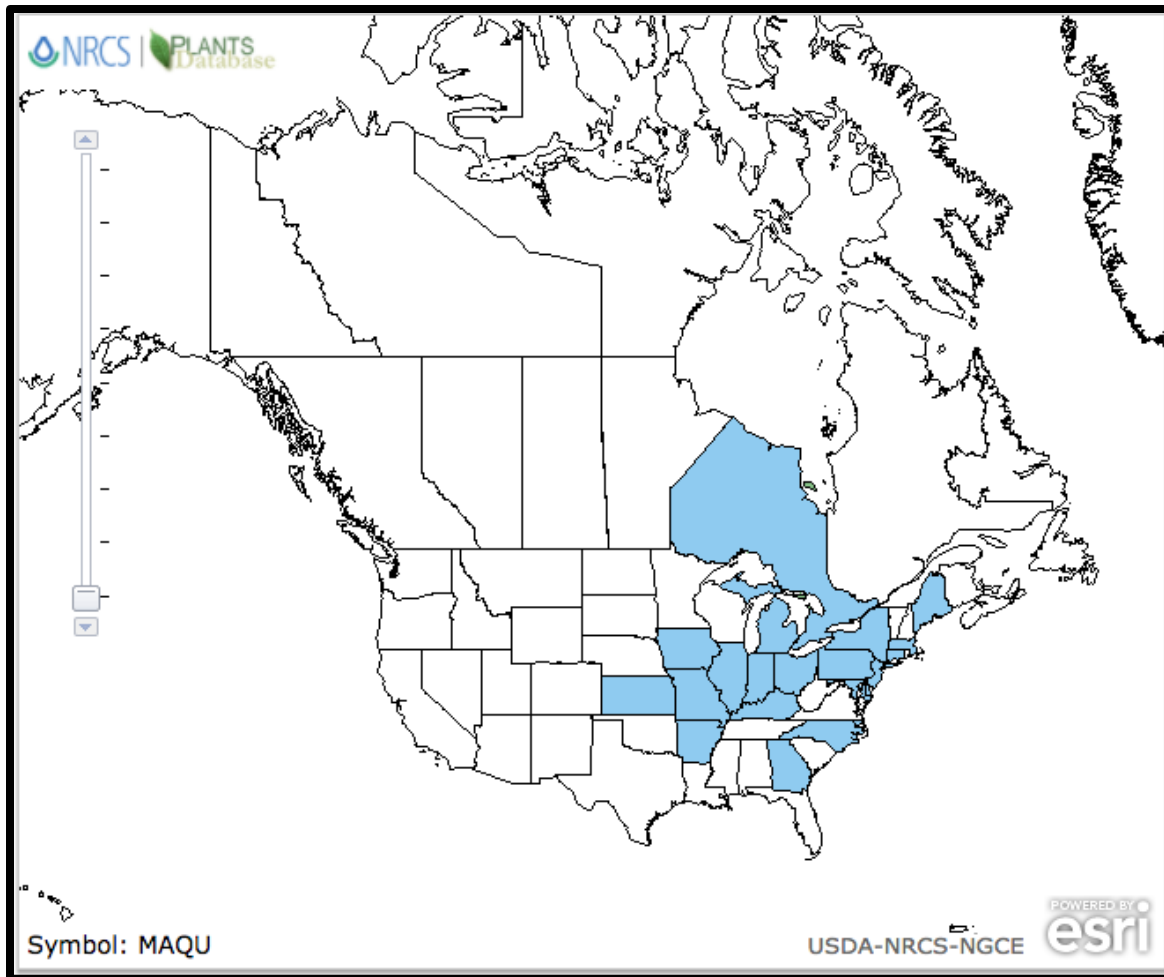 NRCS | PLANTS
Database
Symbol: MAQU
USDA-NRCS-NGCE
POWERED BY
esri